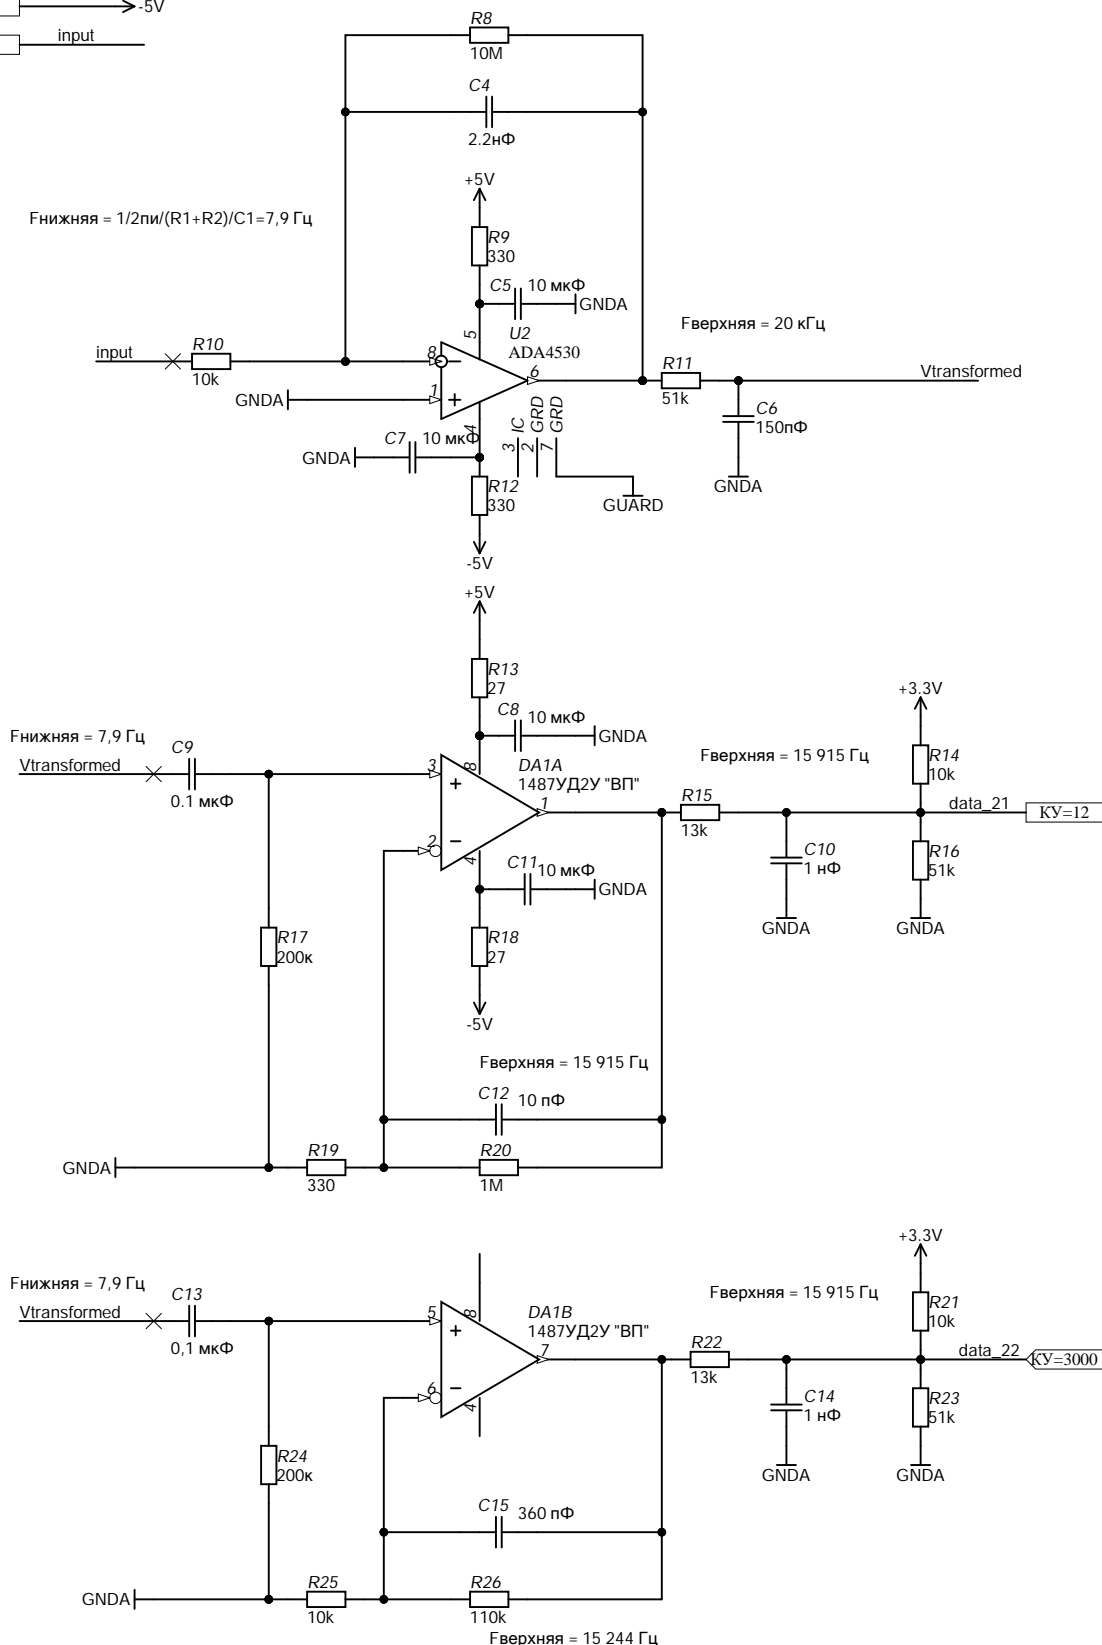 -5V
input
R8
10M
C4
2.2нФ
+5V
Fнижняя = 1/2пи/(R1+R2)/C1=7,9 Гц
R9
330
C5 10 мкФ
GNDA
5
U2
ADA4530
Fверхняя = 20 кГц
input
R10
10k
8
6
R11
51k
Vtransformed
GNDA
1
C6
150пФ
GNDA
C7 10 мкФ
GNDA
4
3 IC
2 GRD
7 GRD
R12
330
GUARD
-5V
+5V
R13
27
C8 10 мкФ
GNDA
+3.3V
Fнижняя = 7,9 Гц
Vtransformed
C9
0.1 мкФ
3
8
DA1A
1487УД2У "ВП"
1
Fверхняя = 15 915 Гц
R14
10k
R15
13k
data_21
КУ=12
2
4
C11 10 мкФ
GNDA
C10
1 нФ
GNDA
R16
51k
GNDA
R17
200к
R18
27
-5V
Fверхняя = 15 915 Гц
C12 10 пФ
GNDA
R19
330
R20
1M
+3.3V
Fнижняя = 7,9 Гц
Vtransformed
C13
0,1 мкФ
5
8
DA1B
1487УД2У "ВП"
7
Fверхняя = 15 915 Гц
R21
10k
R22
13k
data_22
КУ=3000
6
4
C14
1 нФ
GNDA
R23
51k
GNDA
R24
200к
C15 360 пФ
GNDA
R25
10k
R26
110k
Fверхняя = 15 244 Гц